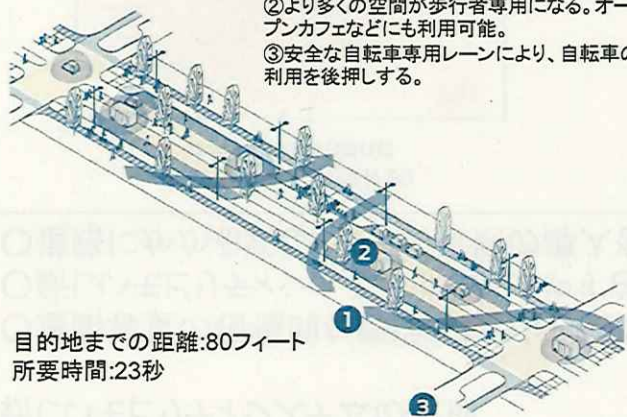 ②より多くの空間が歩行者専用になる。オー
プンカフェなどにも利用可能。
③安全な自転車専用レーンにより、自転車の
利用を後押しする。
2
1
目的地までの距離:80フィート
所要時間:23秒
3